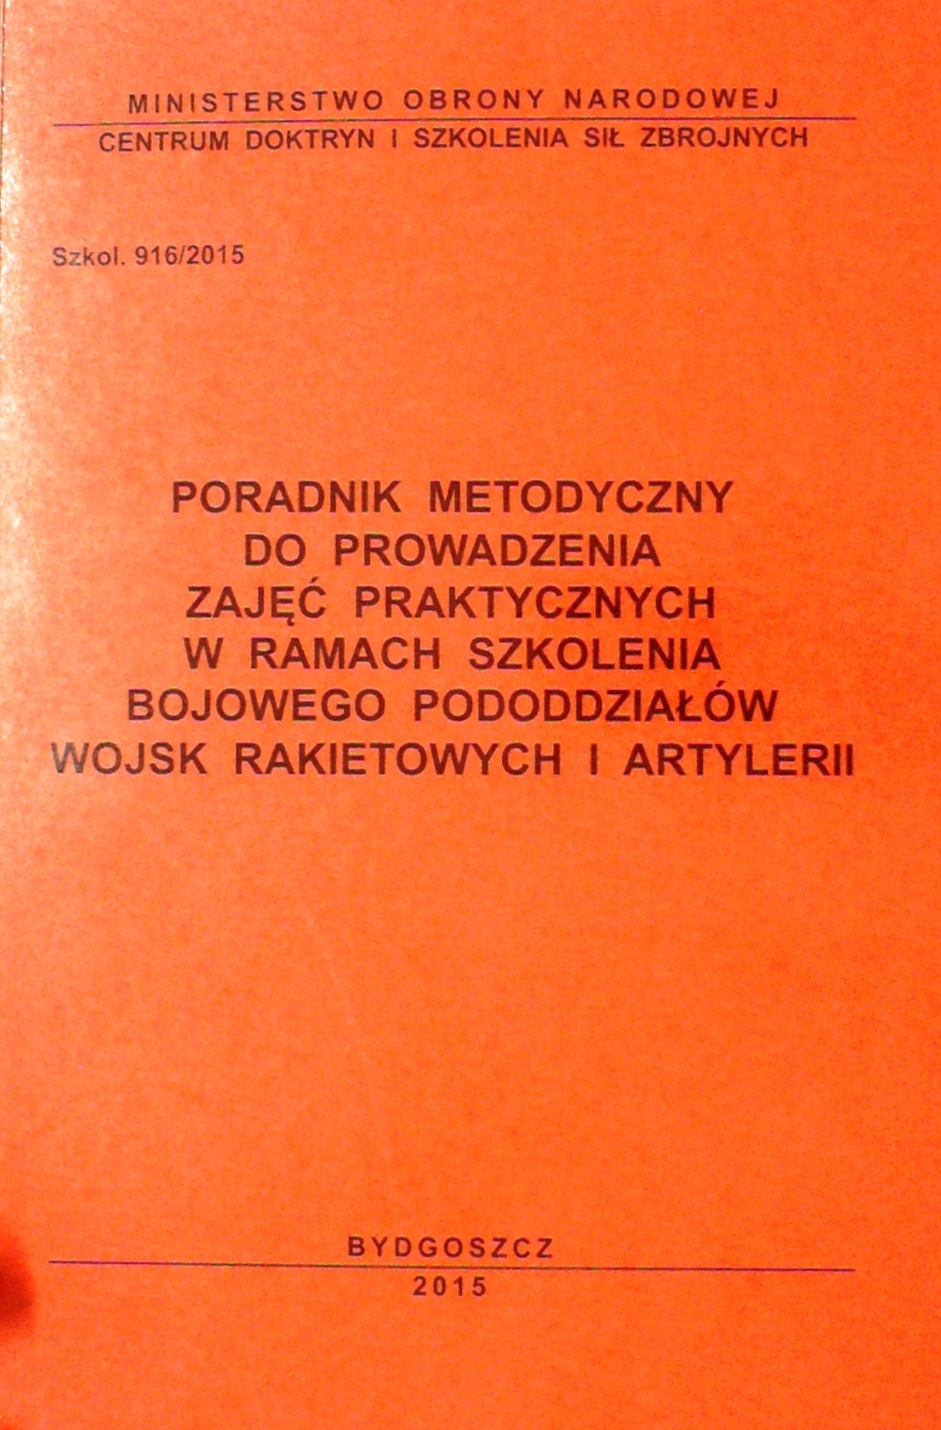 MINISTERSTWO OBRONY NARODOWEJ
CENTRUM DOKTRYN I SZKOLENIA SIŁ ZBROJNYCH
Szkol. 916/2015
PORADNIK METODYCZNY
DO PROWADZENIA
ZAJĘĆ PRAKTYCZNYCH
W RAMACH SZKOLENIA
BOJOWEGO PODODDZIAŁÓW
WOJSK RAKIETOWYCH I ARTYLERII
BYDGOSZCZ
2015